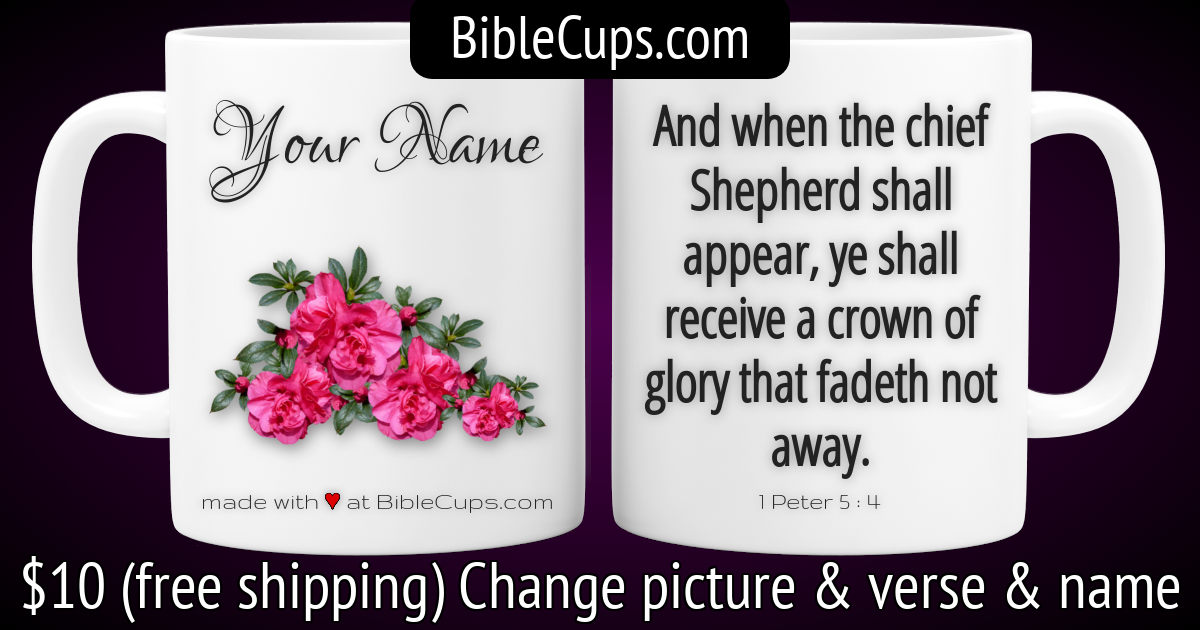 BibleCups.com
Your Name
made with ♥ at BibleCups.com
And when the chief
Shepherd shall
appear, ye shall
receive a crown of
glory that fadeth not
away.
1 Peter 5 : 4
$10 (free shipping) Change picture & verse & name